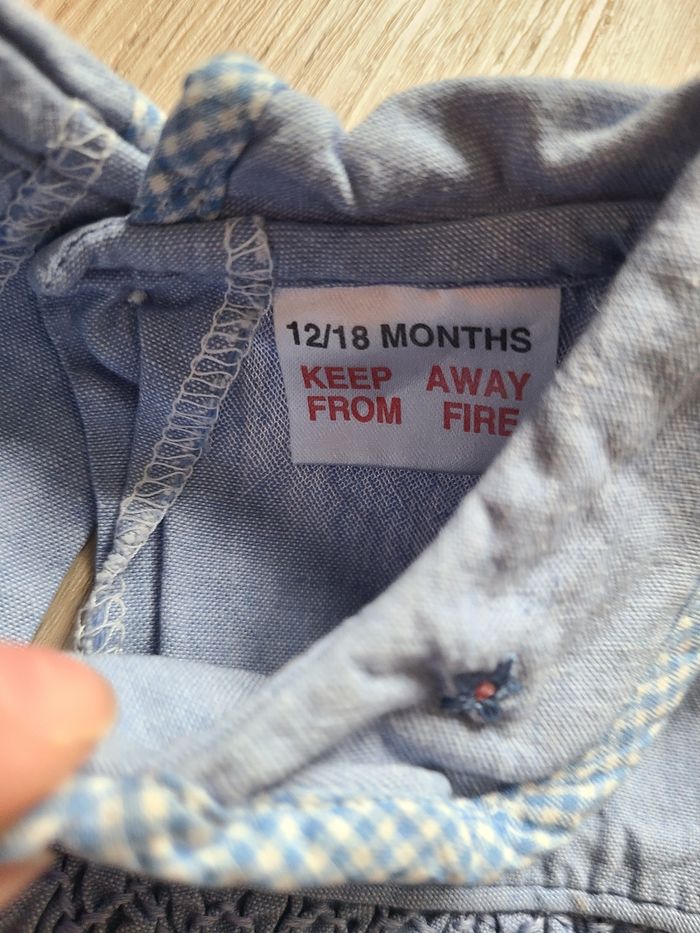 12/18 MONTHS
KEEP AWAY
FROM FIRE